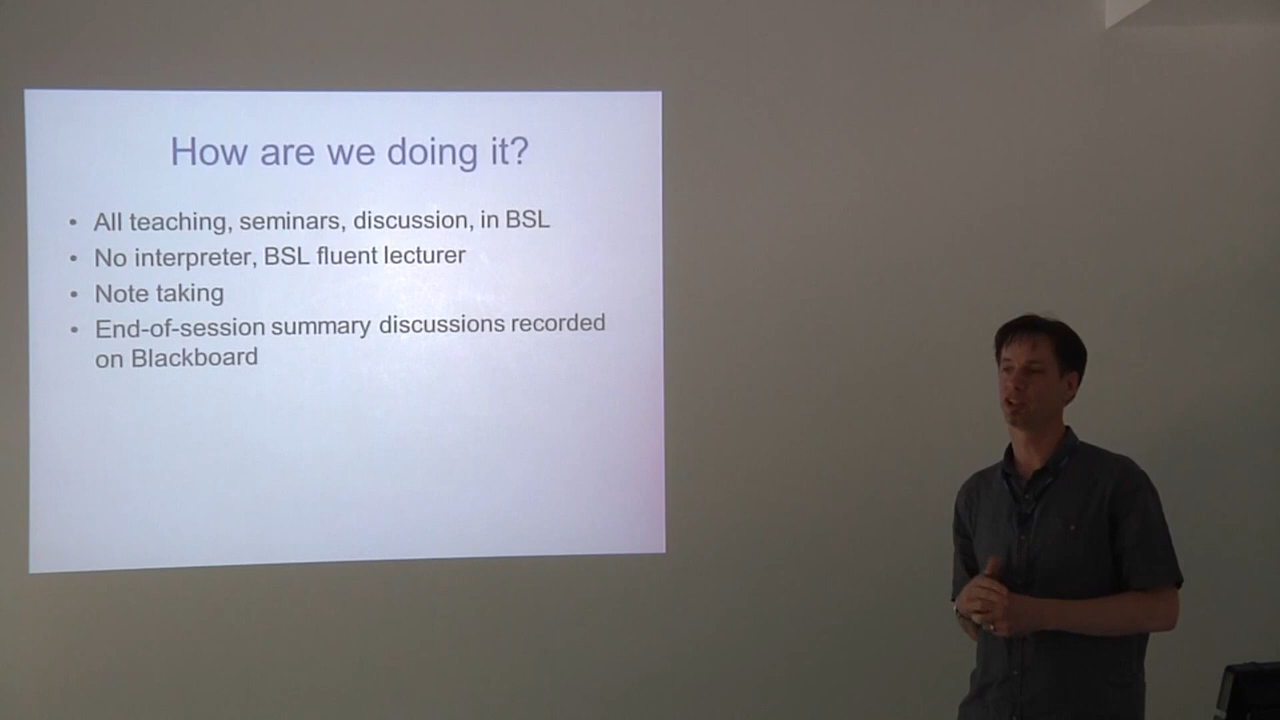 How are we doing it?
• All teaching, seminars, discussion, in BSL
• No interpreter, BSL fluent lecturer
• Note taking
• End-of-session summary discussions recorded
on Blackboard